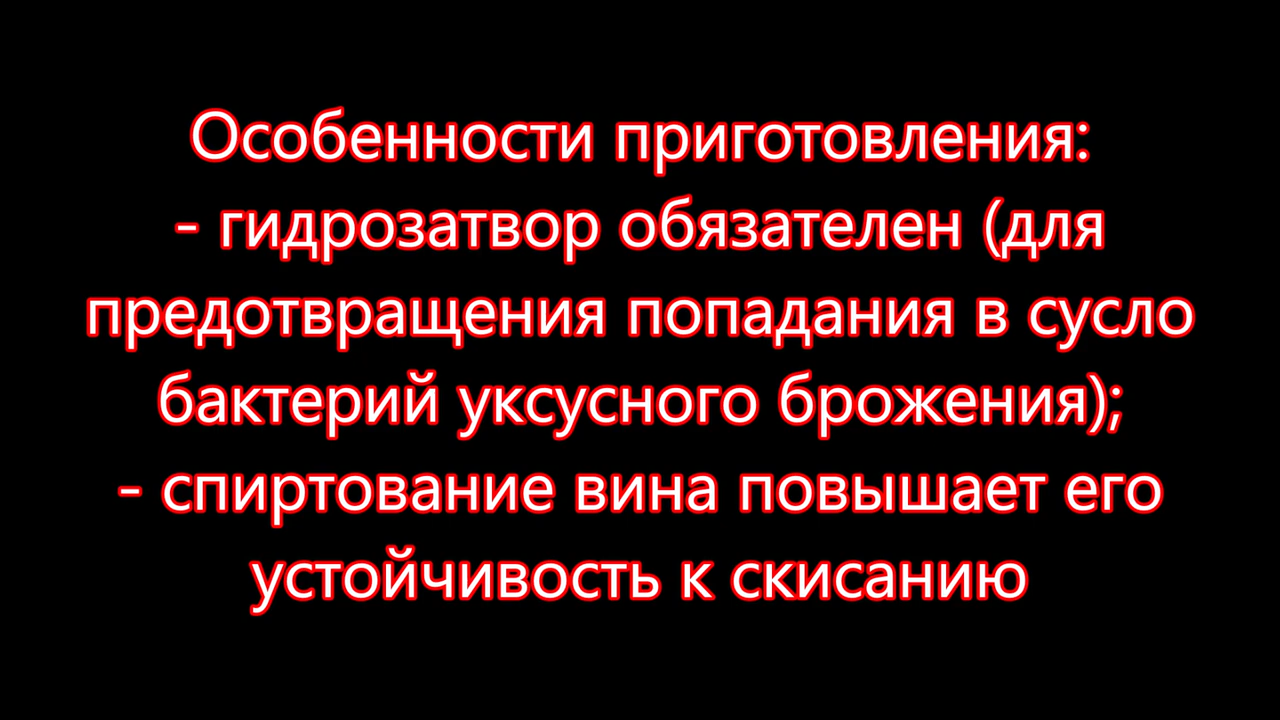 Особенности приготовления:
- гидрозатвор обязателен (для
предотвращения попадания в сусло
бактерий уксусного брожения);
- спиртование вина повышает его
устойчивость к скисанию